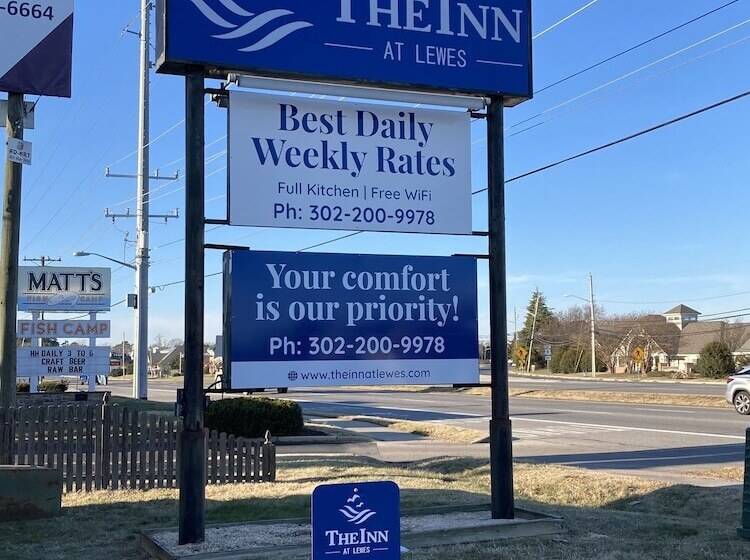 -6664
THE INN
AT LEWES
Best Daily
Weekly Rates
Full Kitchen | Free WiFi
Ph: 302-200-9978
Your comfort
is our priority!
Ph: 302-200-9978
www.theinnatlewes.com
MATT'S
FISH CAMP
FISH CAMP
HH DAILY 3 TO 6
CRAFT BEER
RAW BAR
THE INN
AT LEWES